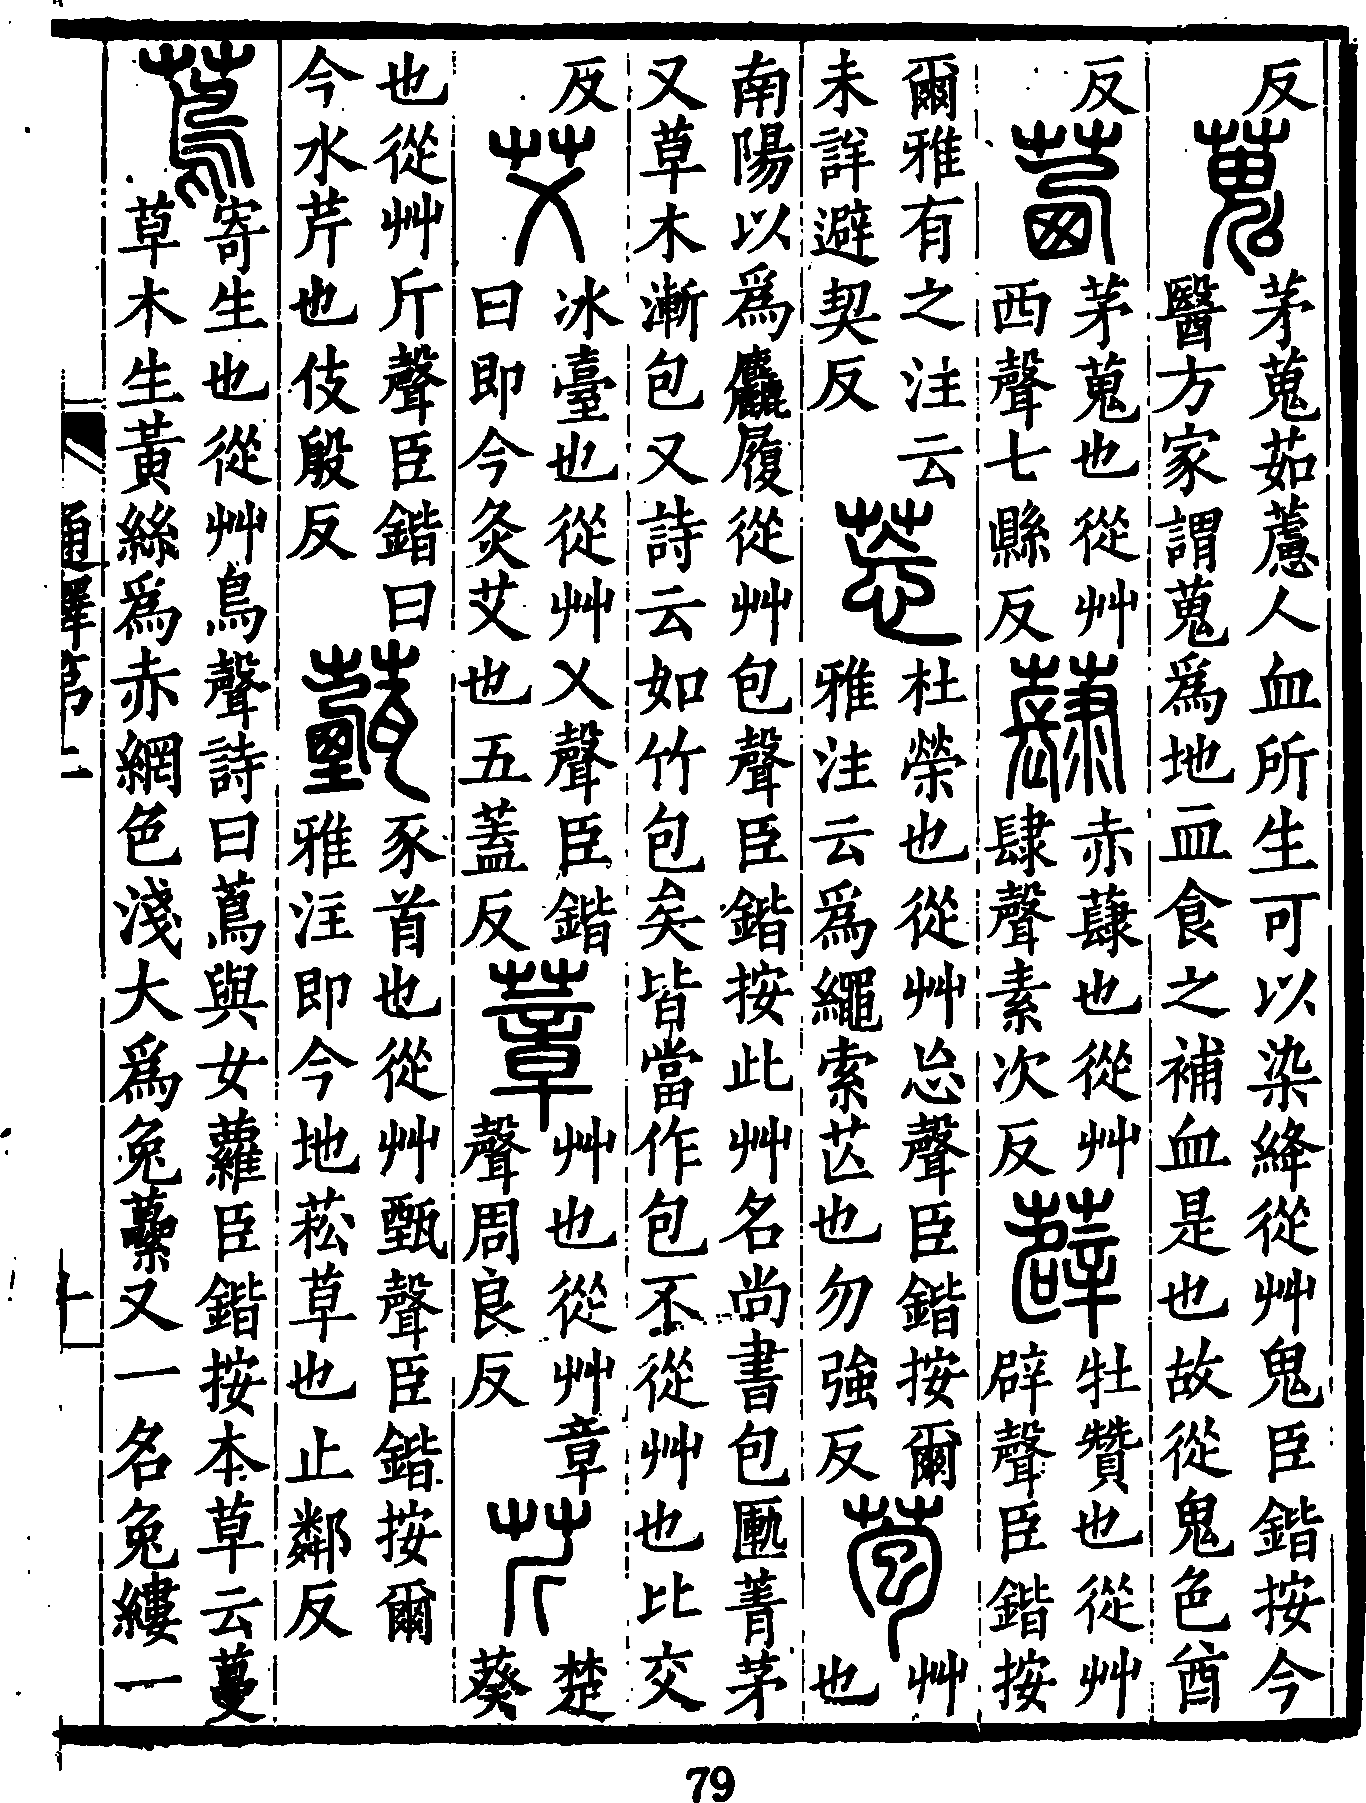 反
蒐
茅蒐茹藘人血所生可以染絳從艸鬼臣鍇按今
醫方家謂蒐爲地血食之補血是也故從鬼色酋
反
茜
茅蒐也從艸
西聲七縣反
蕼
赤蕼也從艸
肆聲素次反
薜
牡贊也從艸
辟聲臣鍇按
爾雅有之注云
未詳避契反
莣
杜榮也從艸忘聲臣鍇按爾
雅注云爲繩索芒也勿強反
苞
艸
也
南陽以爲麤履從艸包聲臣鍇按此艸名尚書包匭菁茅
又草木漸包又詩云如竹包矣皆當作包不從艸也比交
反
艾
冰臺也從艸乂聲臣鍇
曰即今灸艾也五蓋反
葦
艸也從艸章
聲周良反
芹
楚
葵
也從艸斤聲臣鍇曰
今水芹也伎殷反
薽
豕首也從艸甄聲臣鍇按爾
雅注即今地菘草也止鄰反
蔦
寄生也從艸鳥聲詩曰蔦與女蘿臣鍇按本草云蔓
草木生黃絲爲赤網色淺大爲兔虆又一名兔縷一
通釋第二
十
79